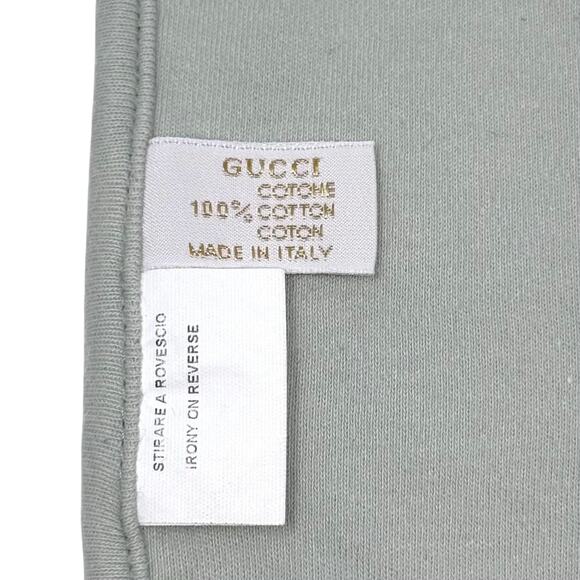 GUCCI
COTONE
100% COTTON
COTON
MADE IN ITALY
STIRARE A ROVESCIO
IRONY ON REVERSE